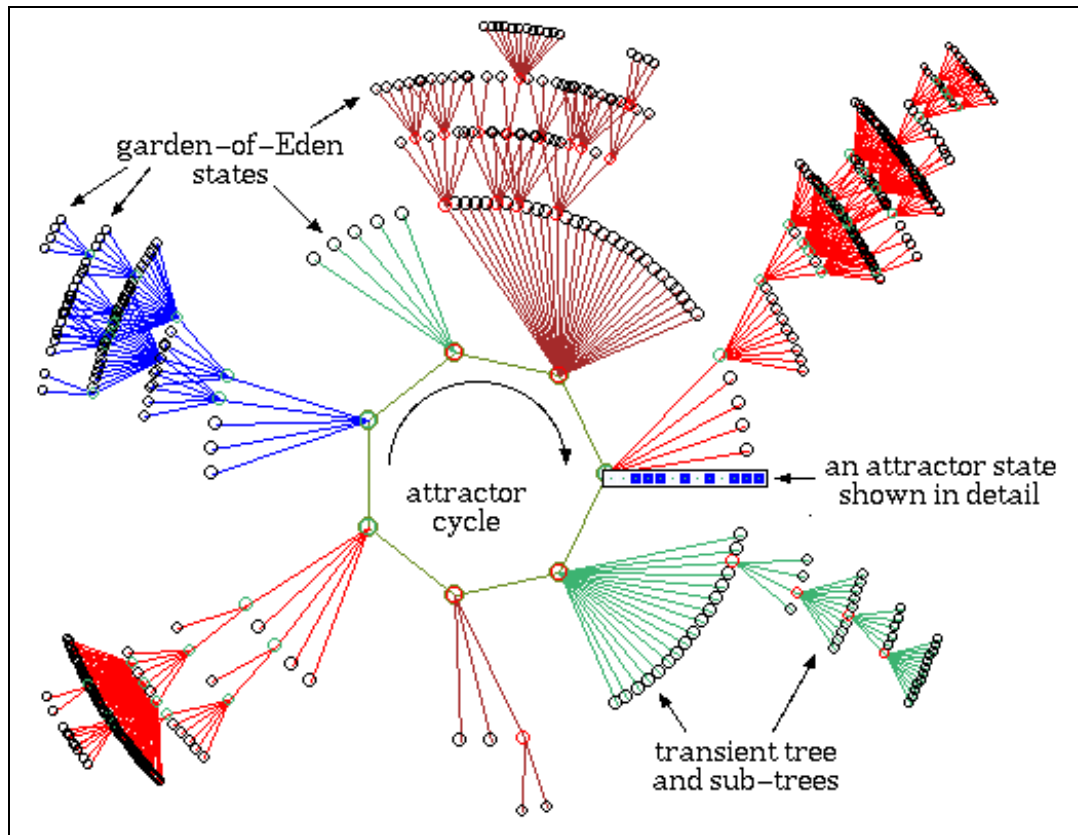 garden-of-Eden
states
attractor
cycle
an attractor state
shown in detail
transient tree
and sub-trees